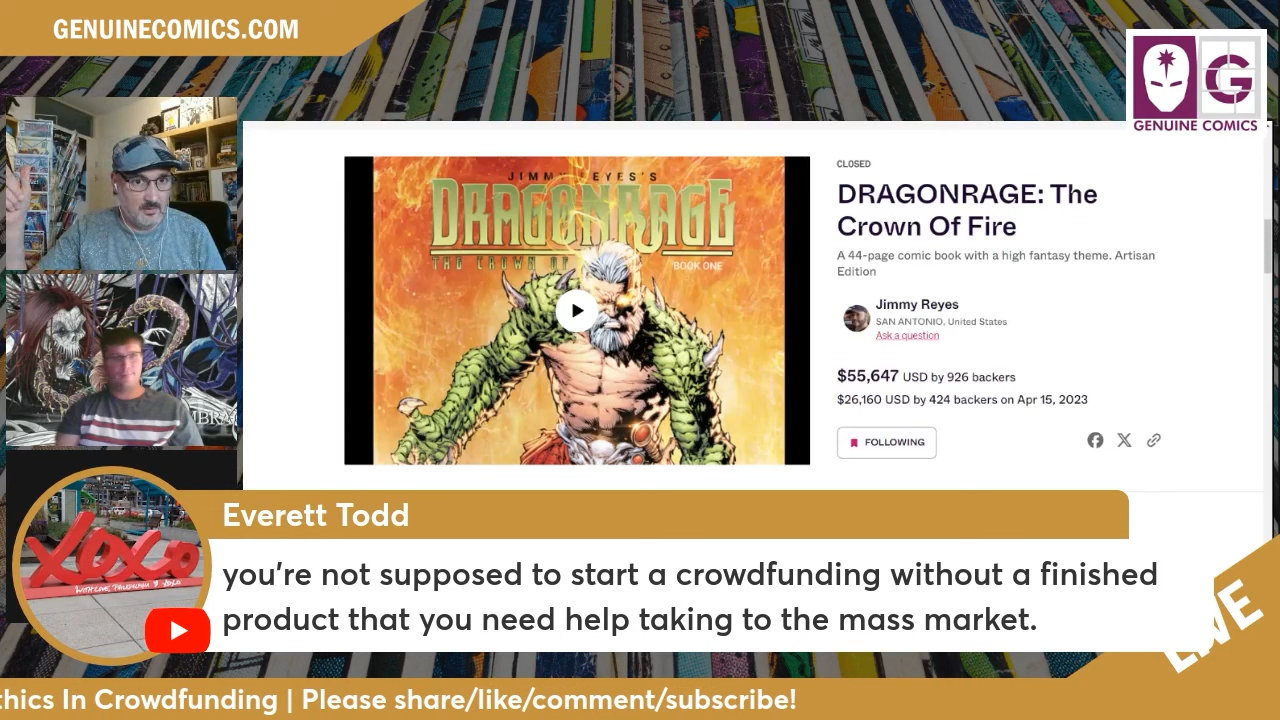 GENUINECOMICS.COM
G
GENUINE COMICS
DRAGONRAGE
THE CROWN OF
BOOK ONE
CLOSED
DRAGONRAGE: The
Crown Of Fire
A 44-page comic book with a high fantasy theme. Artisan
Edition
Jimmy Reyes
SAN ANTONIO, United States
Ask a question
$55,647 USD by 926 backers
$26,160 USD by 424 backers on Apr 15, 2023
FOLLOWING
XOXO
Everett Todd
you're not supposed to start a crowdfunding without a finished
product that you need help taking to the mass market.
LIVE
thics In Crowdfunding | Please share/like/comment/subscribe!